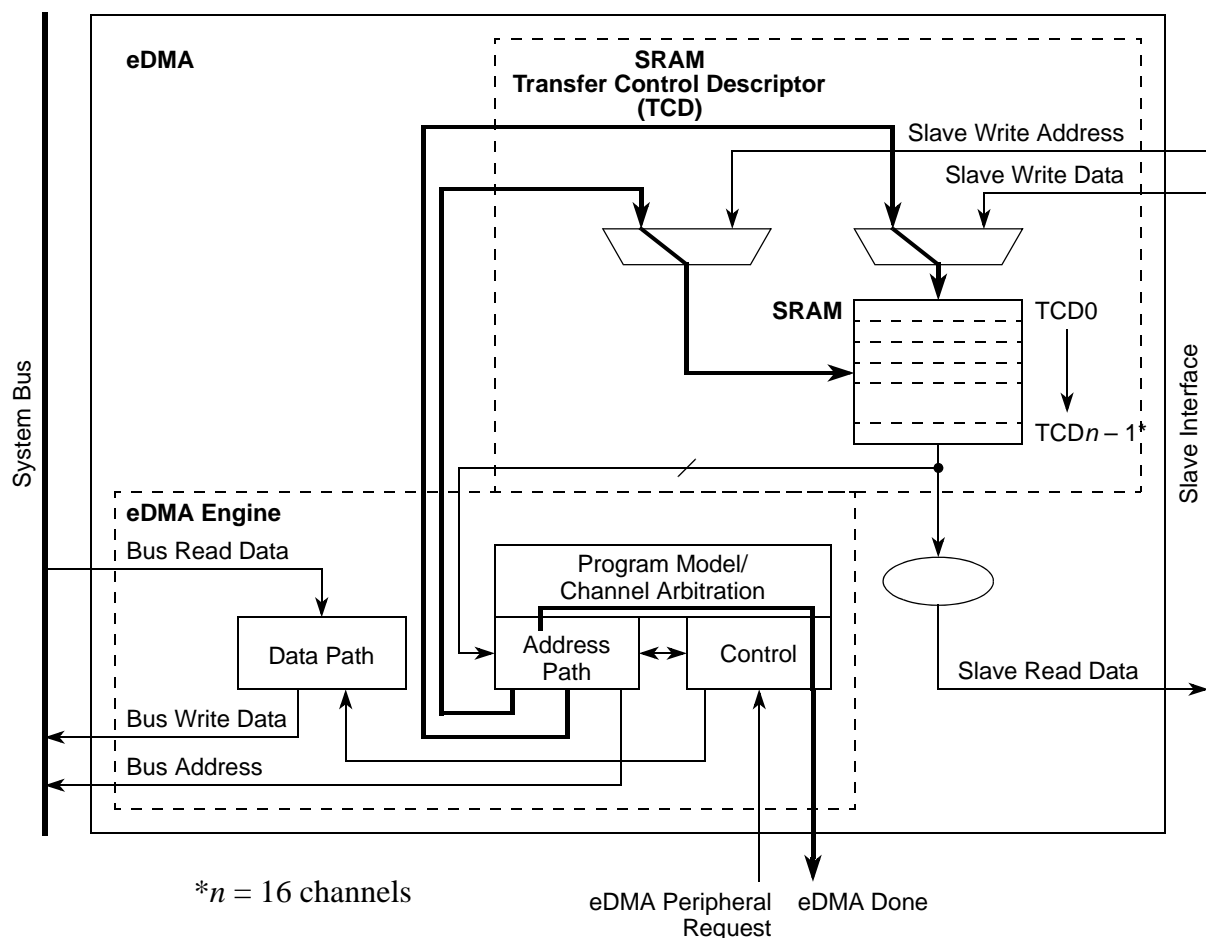 eDMA
SRAM
Transfer Control Descriptor
(TCD)
Slave Write Address
Slave Write Data
SRAM
TCD0
TCDn – 1*
System Bus
Slave Interface
eDMA Engine
Bus Read Data
Program Model/
Channel Arbitration
Data Path
Address
Path
Control
Slave Read Data
Bus Write Data
Bus Address
*n = 16 channels
eDMA Peripheral
Request
eDMA Done